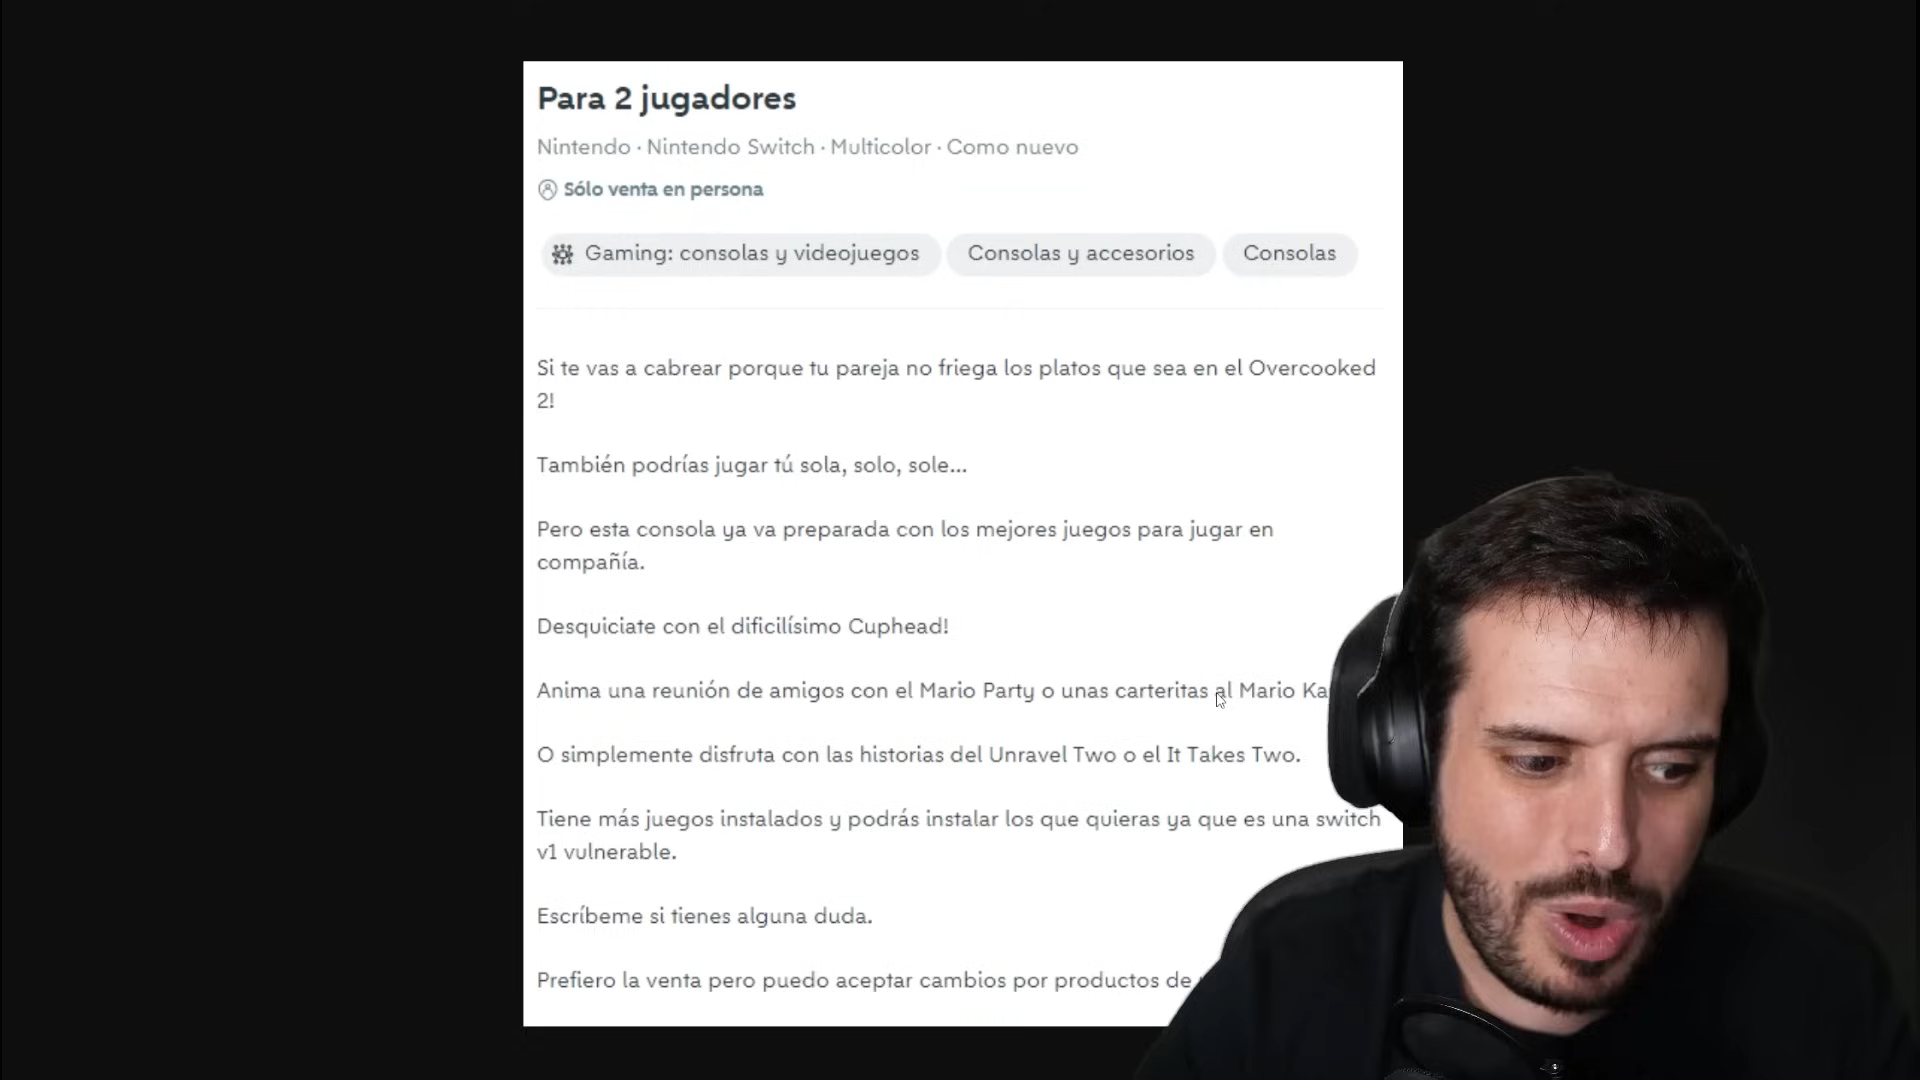 Para 2 jugadores
Nintendo · Nintendo Switch · Multicolor · Como nuevo
Sólo venta en persona
Gaming: consolas y videojuegos Consolas y accesorios Consolas
Si te vas a cabrear porque tu pareja no friega los platos que sea en el Overcooked
2!
También podrías jugar tú sola, solo, sole...
Pero esta consola ya va preparada con los mejores juegos para jugar en
compañía.
Desquiciate con el dificilísimo Cuphead!
Anima una reunión de amigos con el Mario Party o unas carteritas al Mario
O simplemente disfruta con las historias del Unravel Two o el It Takes Two.
Tiene más juegos instalados y podrás instalar los que quieras ya que es una switch
v1 vulnerable.
Escríbeme si tienes alguna duda.
Prefiero la venta pero puedo aceptar cambios por productos de